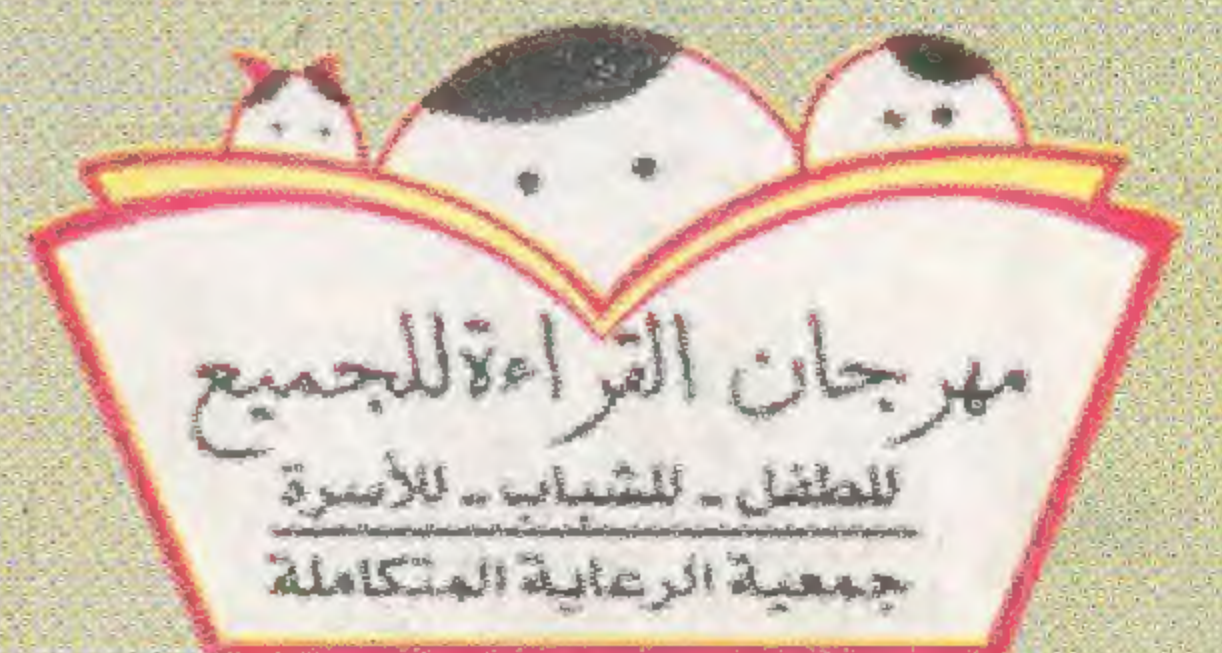 مهرجان القراءة للجميع
للطفل - للشباب - للأسرة
جمعية الرعاية المتكاملة